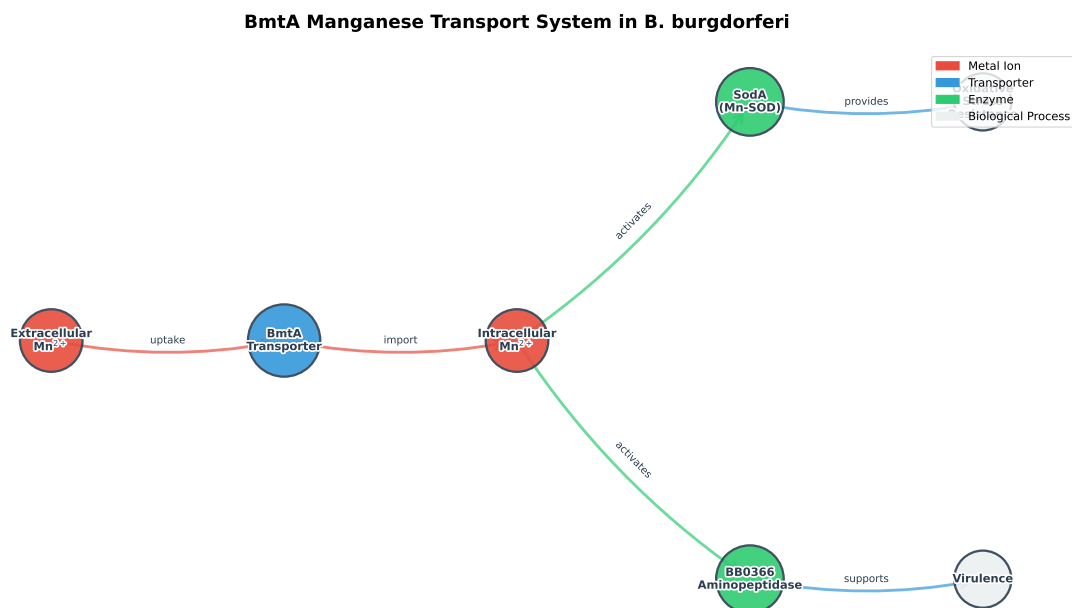 BmtA Manganese Transport System in B. burgdorferi
Metal Ion
Transporter
Enzyme
Biological Process
SodA
(Mn-SOD)
provides
Oxidative
activates
Extracellular
Mn²⁺
uptake
BmtA
Transporter
import
Intracellular
Mn²⁺
activates
BB0366
Aminopeptidase
supports
Virulence